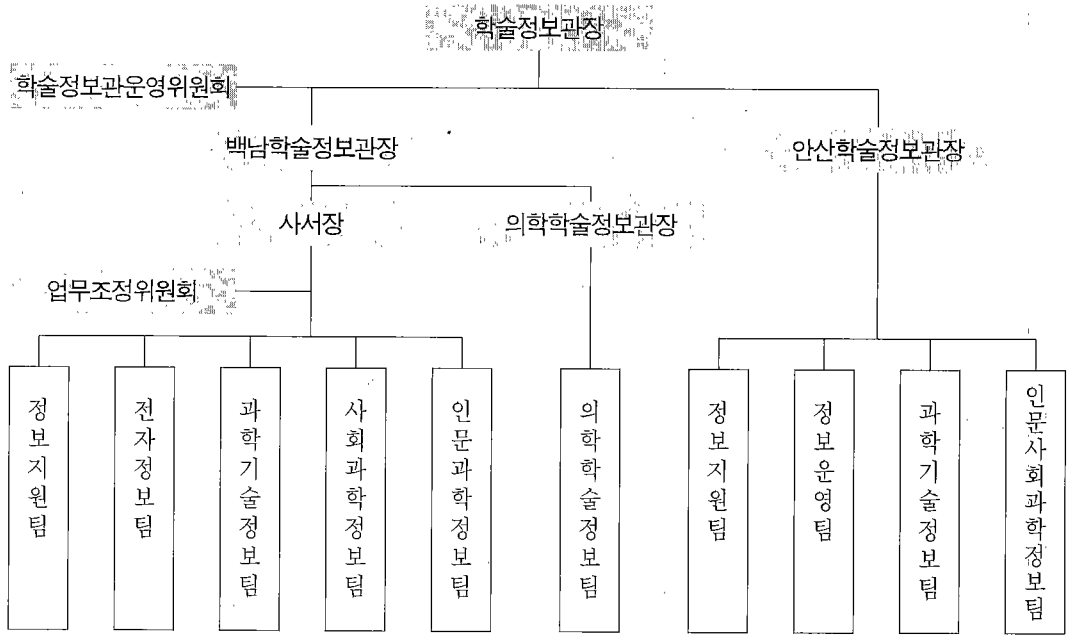 학술정보관장
학술정보관운영위원회
백남학술정보관장
안산학술정보관장
사서장
의학학술정보관장
업무조정위원회
정보지원팀
전자정보팀
과학기술정보팀
사회과학정보팀
인문과학정보팀
의학학술정보팀
정보지원팀
정보운영팀
과학기술정보팀
인문사회과학정보팀